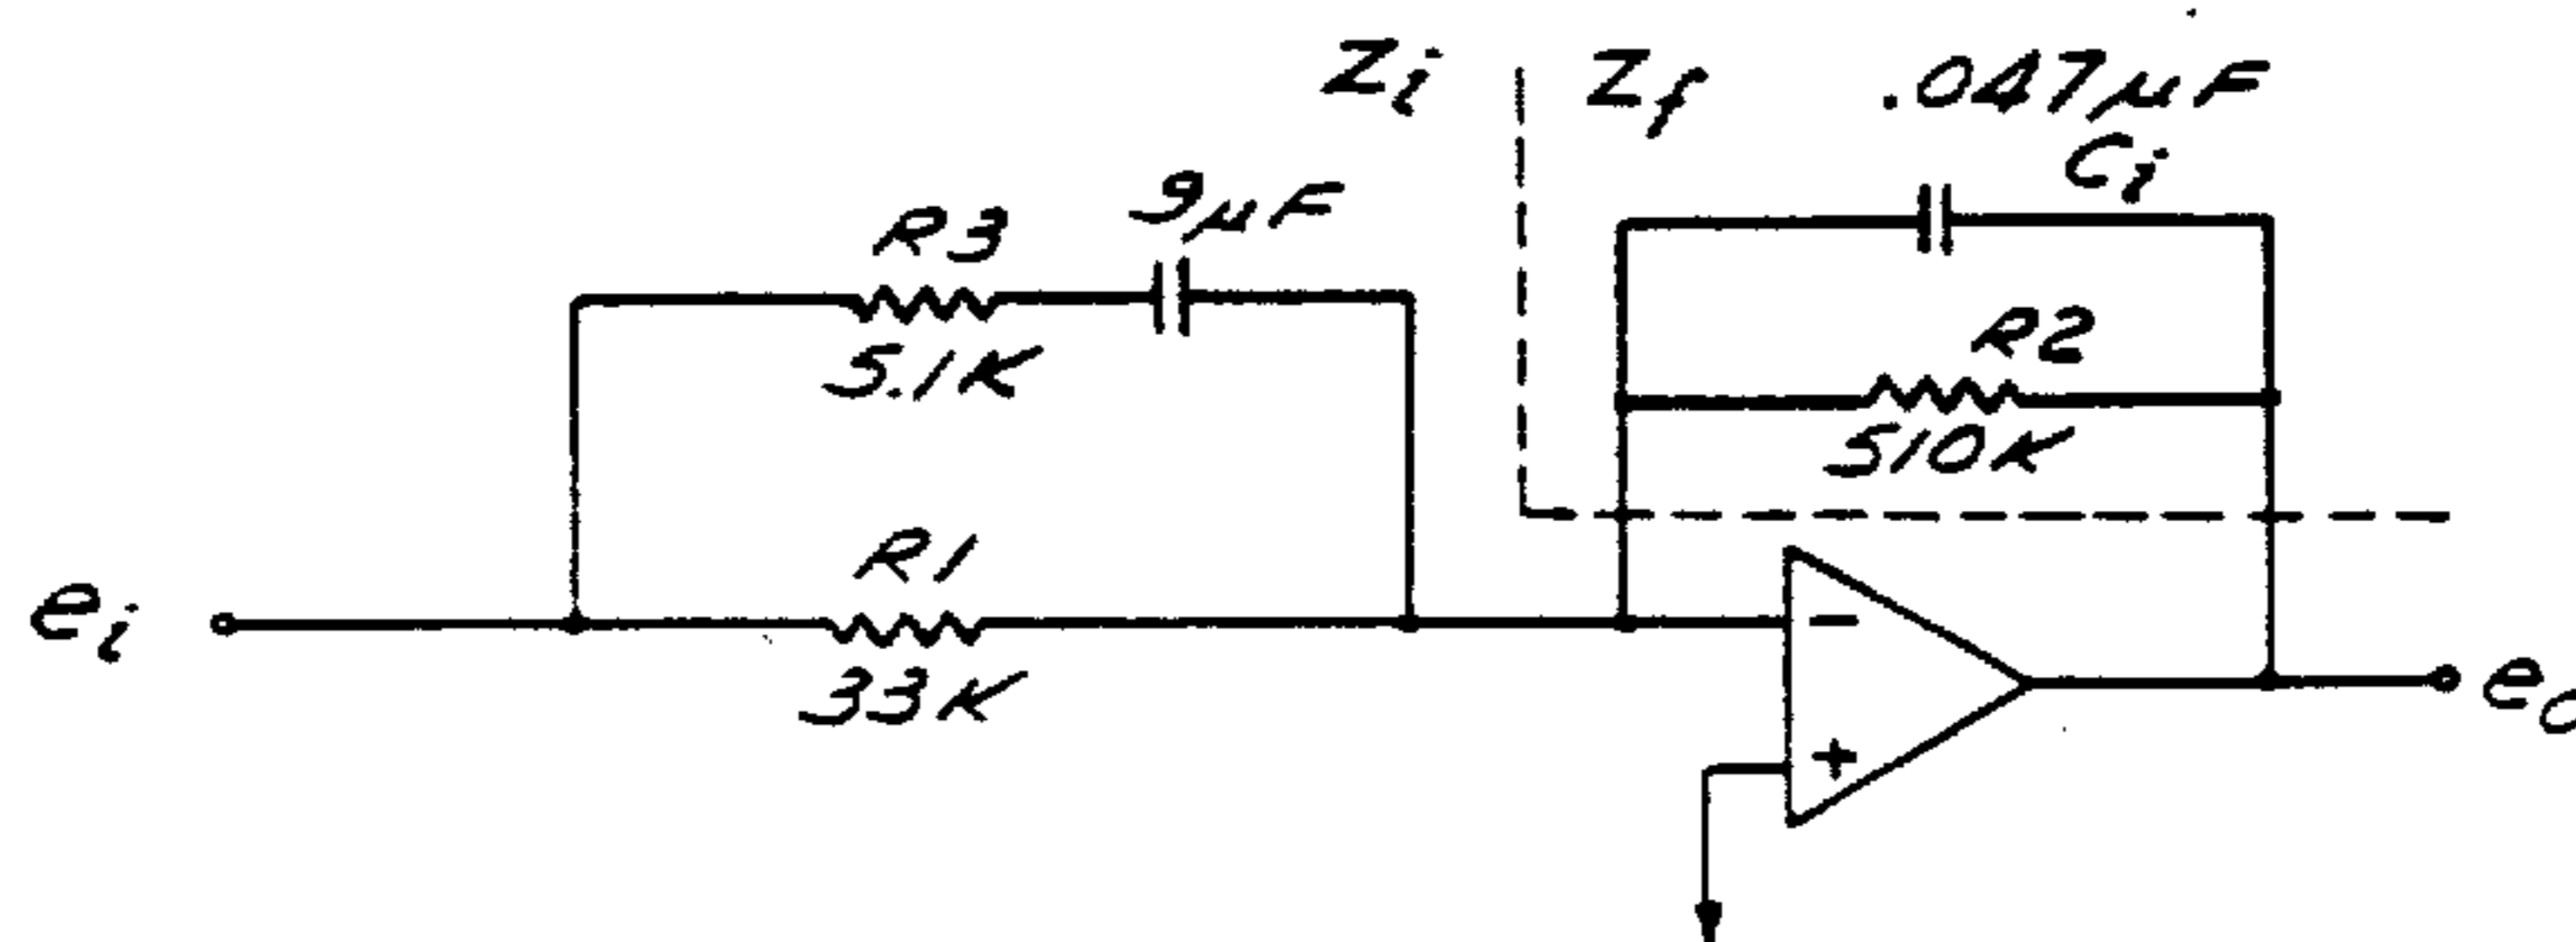 Zi Zf .047μF
Ci
R3 9μF
5.1K
R2
510K
R1
33K
ei
-
+
eo